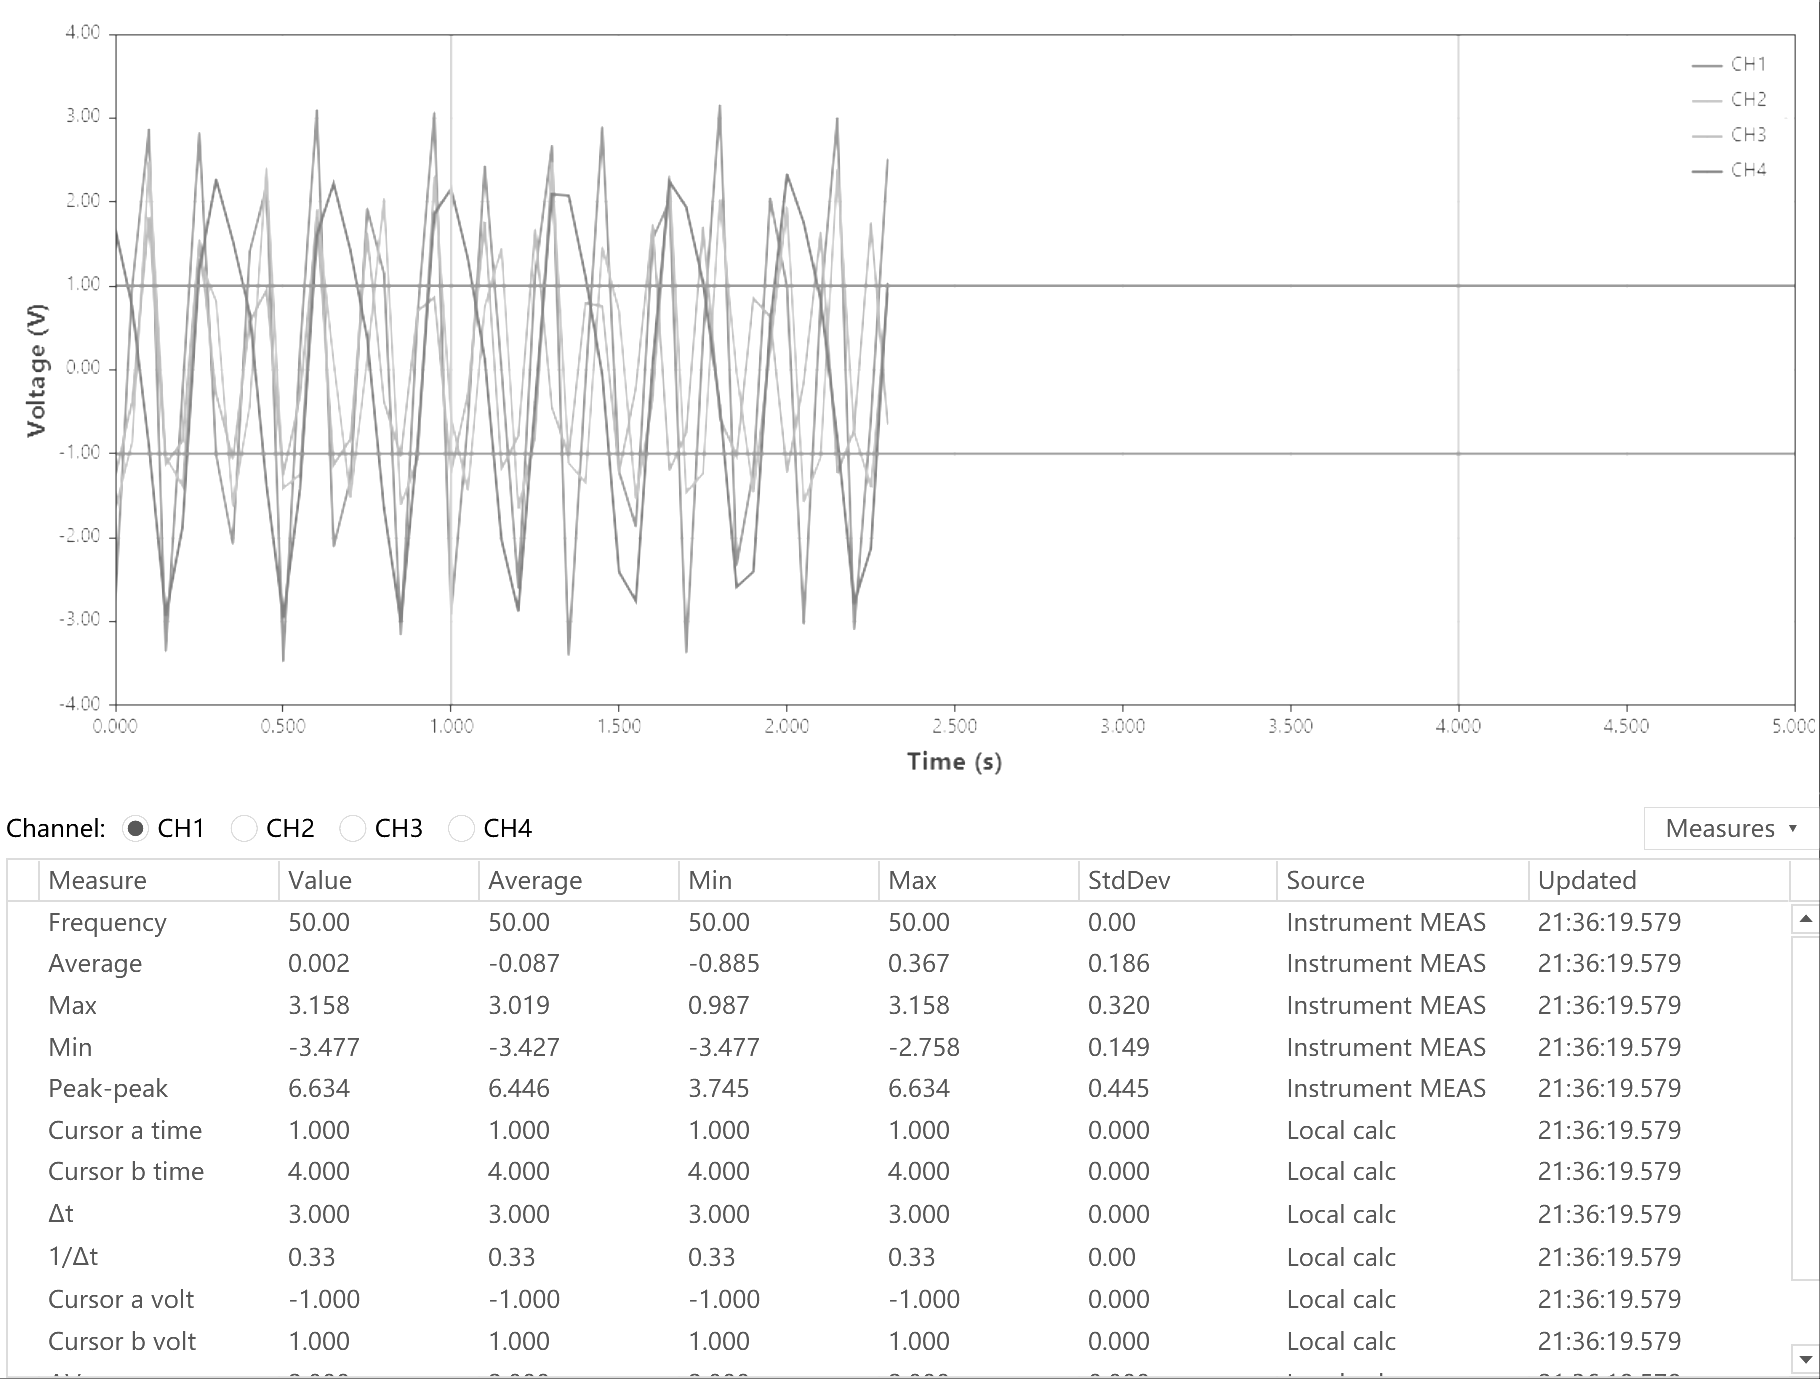 4.00
3.00
2.00
1.00
0.00
-1.00
-2.00
-3.00
-4.00
Voltage (V)
CH1
CH2
CH3
CH4
0.000 0.500 1.000 1.500 2.000 2.500 3.000 3.500 4.000 4.500 5.000
Time (s)
Channel: CH1 CH2 CH3 CH4 Measures
Measure Value Average Min Max StdDev Source Updated
Frequency 50.00 50.00 50.00 50.00 0.00 Instrument MEAS 21:36:19.579
Average 0.002 -0.087 -0.885 0.367 0.186 Instrument MEAS 21:36:19.579
Max 3.158 3.019 0.987 3.158 0.320 Instrument MEAS 21:36:19.579
Min -3.477 -3.427 -3.477 -2.758 0.149 Instrument MEAS 21:36:19.579
Peak-peak 6.634 6.446 3.745 6.634 0.445 Instrument MEAS 21:36:19.579
Cursor a time 1.000 1.000 1.000 1.000 0.000 Local calc 21:36:19.579
Cursor b time 4.000 4.000 4.000 4.000 0.000 Local calc 21:36:19.579
Δt 3.000 3.000 3.000 3.000 0.000 Local calc 21:36:19.579
1/Δt 0.33 0.33 0.33 0.33 0.00 Local calc 21:36:19.579
Cursor a volt -1.000 -1.000 -1.000 -1.000 0.000 Local calc 21:36:19.579
Cursor b volt 1.000 1.000 1.000 1.000 0.000 Local calc 21:36:19.579